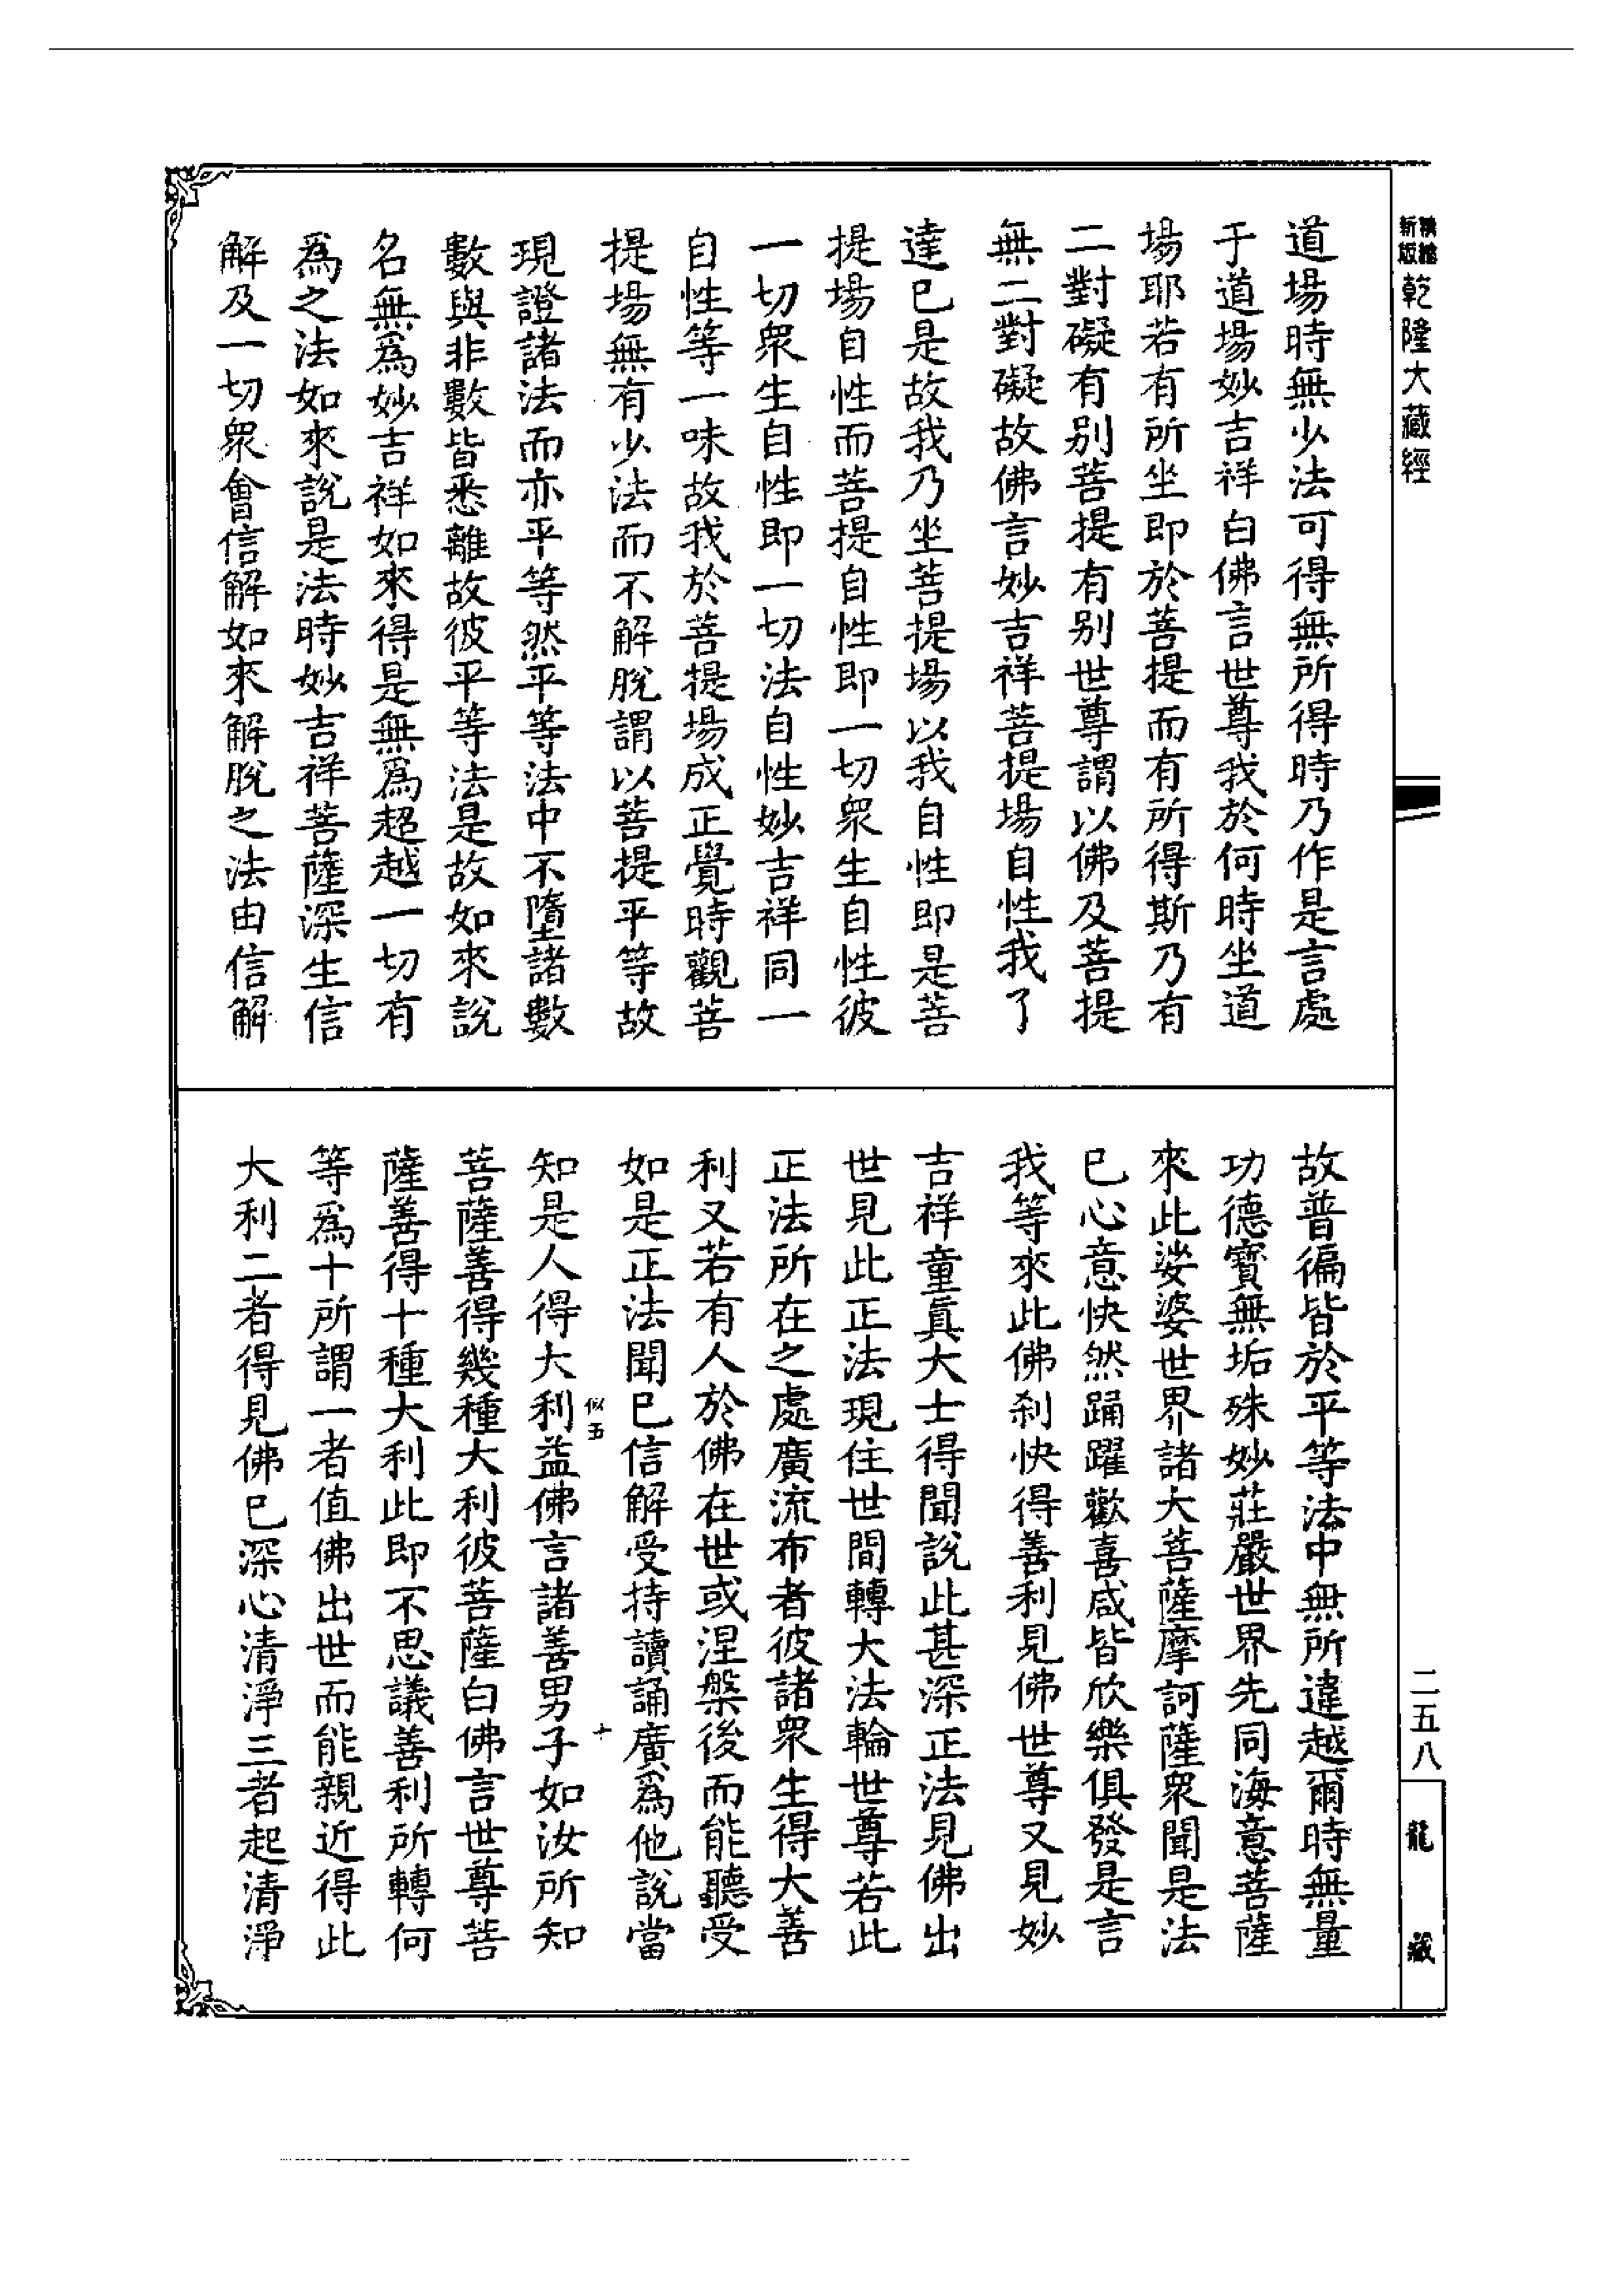 新版精縮乾隆大藏經
道場時無少法可得無所得時乃作是言處
于道場妙吉祥白佛言世尊我於何時坐道
場耶若有所坐即於菩提而有所得斯乃有
二對礙有别菩提有别世尊謂以佛及菩提
無二對礙故佛言妙吉祥菩提場自性我了
達已是故我乃坐菩提場以我自性即是菩
提場自性而菩提自性即一切衆生自性彼
一切衆生自性即一切法自性妙吉祥同一
自性等一味故我於菩提場成正覺時觀菩
提場無有少法而不解脫謂以菩提平等故
現證諸法而亦平等然平等法中不墮諸數
數與非數皆悉離故彼平等法是故如來說
名無爲妙吉祥如來得是無爲超越一切有
爲之法如來說是法時妙吉祥菩薩深生信
解及一切衆會信解如來解脫之法由信解
故普徧皆於平等法中無所違越爾時無量
功德寳無垢殊妙莊嚴世界先同海意菩薩
來此娑婆世界諸大菩薩摩訶薩衆聞是法
已心意快然踊躍歡喜咸皆欣樂俱發是言
我等來此佛刹快得善利見佛世尊又見妙
吉祥童眞大士得聞說此甚深正法見佛出
世見此正法現住世間轉大法輪世尊若此
正法所在之處廣流布者彼諸衆生得大善
利又若有人於佛在世或涅槃後而能聽受
如是正法聞已信解受持讀誦廣爲他說當
似五
十
知是人得大利益佛言諸善男子如汝所知
菩薩善得幾種大利彼菩薩白佛言世尊菩
薩善得十種大利此即不思議善利所轉何
等爲十所謂一者值佛出世而能親近得此
大利二者得見佛已深心清淨三者起清淨
二五八
龍藏